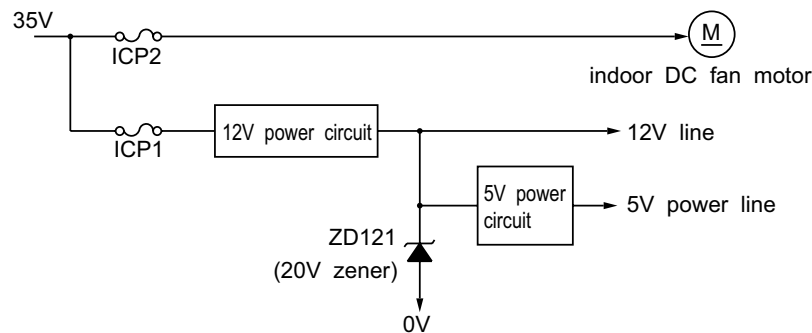 35V
ICP2
M
indoor DC fan motor
ICP1
12V power circuit
12V line
5V power
circuit
5V power line
ZD121
(20V zener)
0V